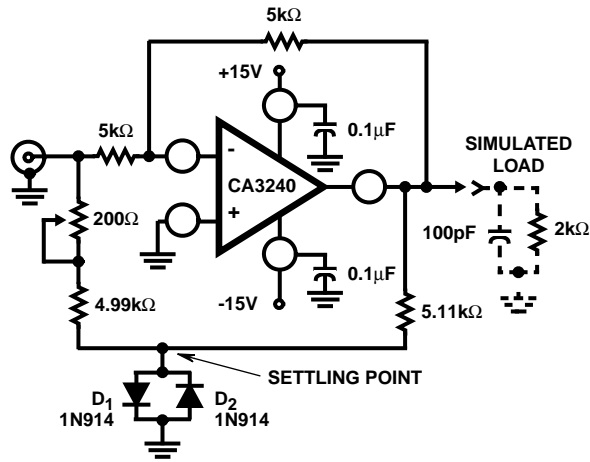 5kΩ
+15V
0.1μF
5kΩ
-
CA3240
+
SIMULATED
LOAD
200Ω
100pF
2kΩ
0.1μF
4.99kΩ
-15V
5.11kΩ
SETTLING POINT
D1
1N914
D2
1N914